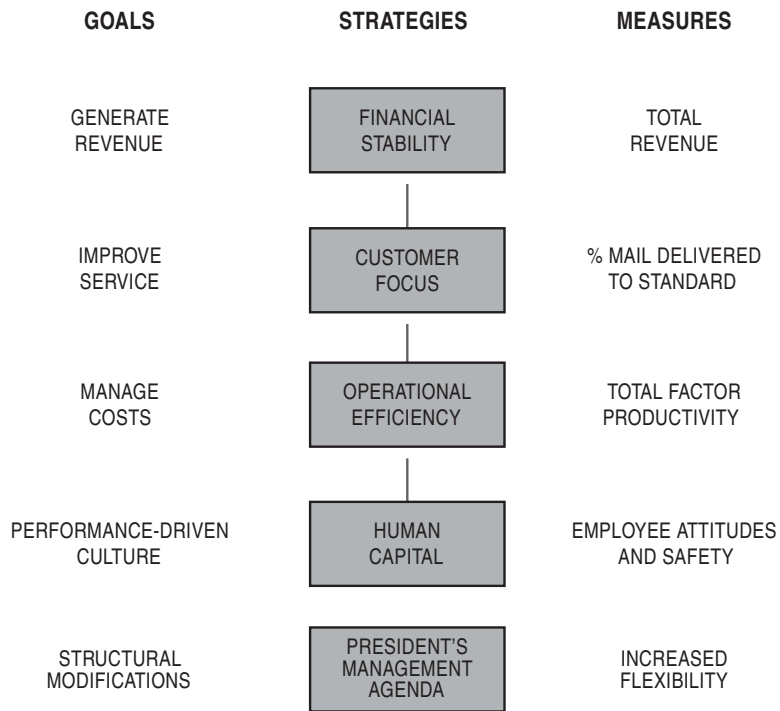 GOALS STRATEGIES MEASURES
GENERATE
REVENUE
FINANCIAL
STABILITY
TOTAL
REVENUE
IMPROVE
SERVICE
CUSTOMER
FOCUS
% MAIL DELIVERED
TO STANDARD
MANAGE
COSTS
OPERATIONAL
EFFICIENCY
TOTAL FACTOR
PRODUCTIVITY
PERFORMANCE-DRIVEN
CULTURE
HUMAN
CAPITAL
EMPLOYEE ATTITUDES
AND SAFETY
STRUCTURAL
MODIFICATIONS
PRESIDENT'S
MANAGEMENT
AGENDA
INCREASED
FLEXIBILITY